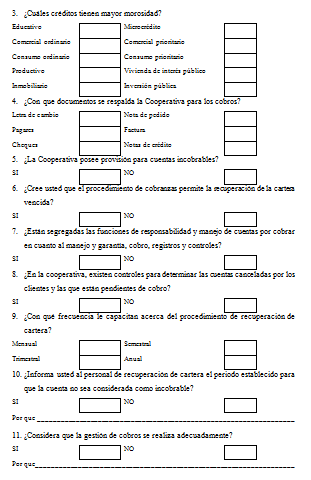 3. ¿Cuáles créditos tienen mayor morosidad?
Educativo Microcrédito
Comercial ordinario Comercial prioritario
Consumo ordinario Consumo prioritario
Productivo Vivienda de interés público
Inmobiliario Inversión pública
4. ¿Con que documentos se respalda la Cooperativa para los cobros?
Letra de cambio Nota de pedido
Pagares Factura
Cheques Notas de crédito
5. ¿La Cooperativa posee provisión para cuentas incobrables?
SI NO
6. ¿Cree usted que el procedimiento de cobranzas permite la recuperación de la cartera
vencida?
SI NO
7. ¿Están segregadas las funciones de responsabilidad y manejo de cuentas por cobrar
en cuanto al manejo y garantía, cobro, registros y controles?
SI NO
8. ¿En la cooperativa, existen controles para determinar las cuentas canceladas por los
clientes y las que están pendientes de cobro?
SI NO
9. ¿Con qué frecuencia le capacitan acerca del procedimiento de recuperación de
cartera?
Mensual Semestral
Trimestral Anual
10. ¿Informa usted al personal de recuperación de cartera el periodo establecido para
que la cuenta no sea considerada como incobrable?
SI NO
Por que
11. ¿Considera que la gestión de cobros se realiza adecuadamente?
SI NO
Por que